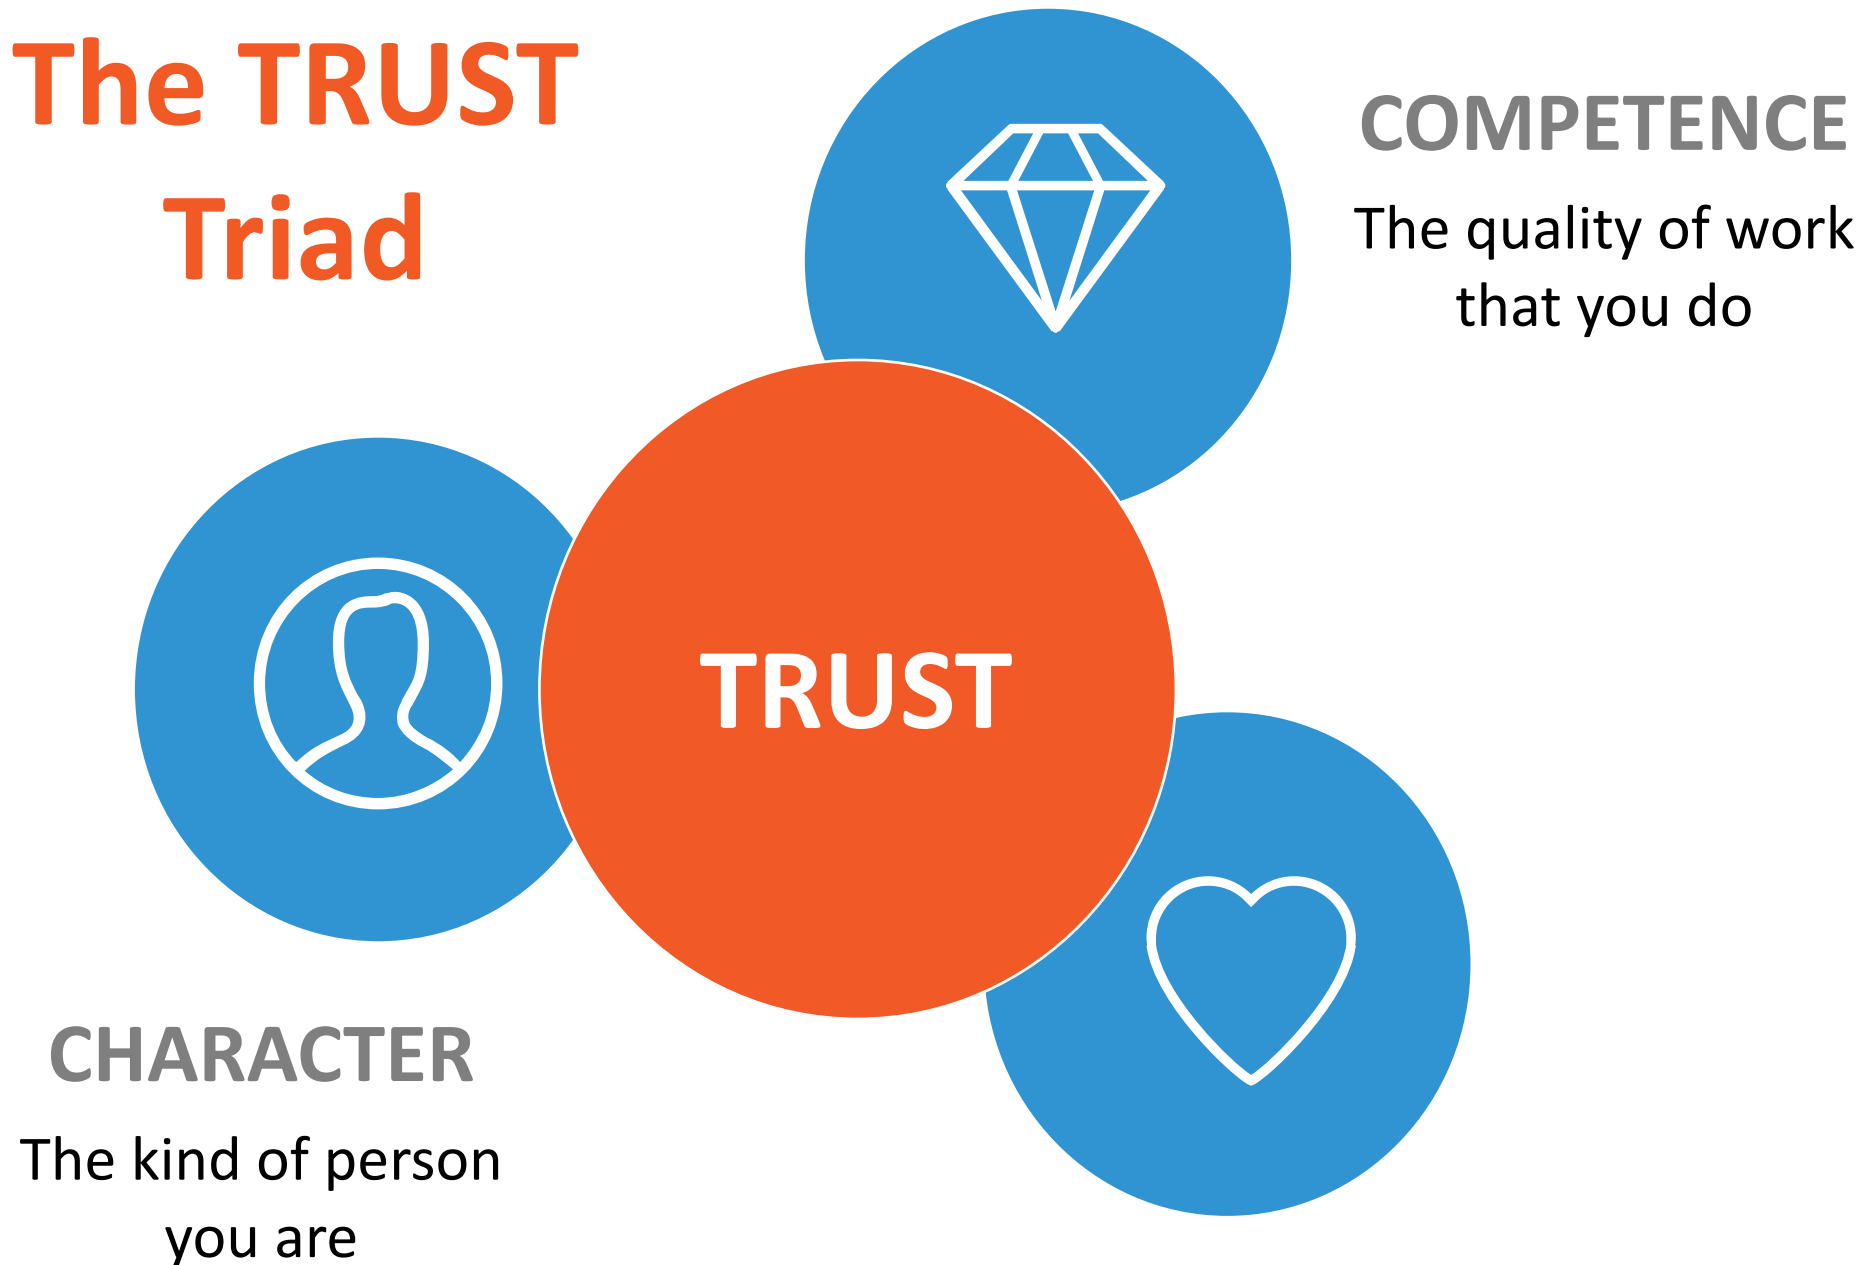 The TRUST
Triad
COMPETENCE
The quality of work
that you do
TRUST
CHARACTER
The kind of person
you are